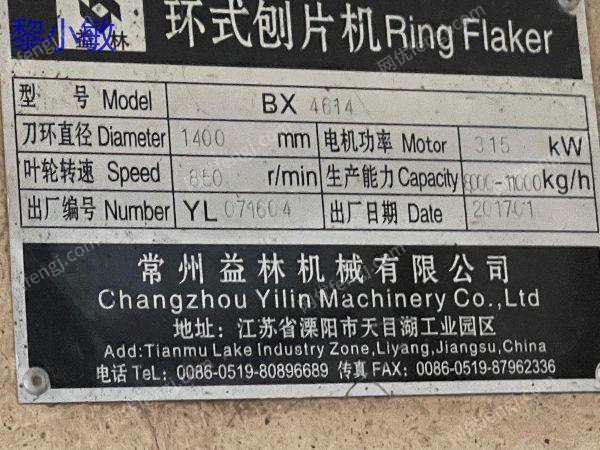 黎小敏
益林 环式刨片机 Ring Flaker
型 号 Model BX 4614
刀环直径 Diameter 1400 mm 电机功率 Motor 315 kW
叶轮转速 Speed 850 r/min 生产能力 Capacity 8000-11000 kg/h
出厂编号 Number YL 071604 出厂日期 Date 201701
常州益林机械有限公司
Changzhou Yilin Machinery Co.,Ltd
地址: 江苏省溧阳市天目湖工业园区
Add:Tianmu Lake Industry Zone,Liyang,Jiangsu,China
电话 TeL: 0086-0519-80896689 传真 FAX: 0086-0519-87962336